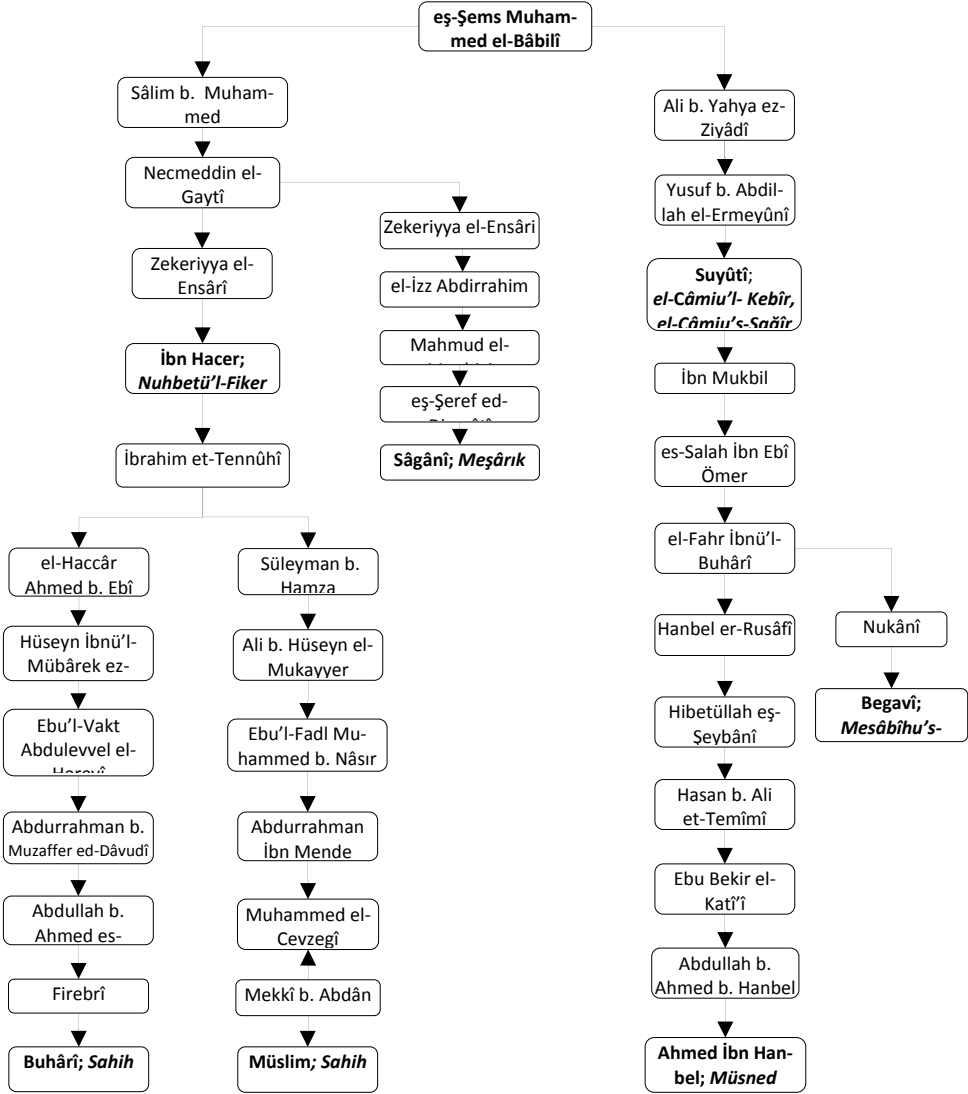 eş-Şems Muham-
med el-Bâbilî
Sâlim b. Muham-
med
Necmeddin el-
Gaytî
Zekeriyya el-
Ensârî
İbn Hacer;
Nuhbetü’l-Fiker
İbrahim et-Tennûhî
el-Haccâr
Ahmed b. Ebî
Hüseyn İbnü’l-
Mübârek ez-
Ebu’l-Vakt
Abdulevvel el-
Abdurrahman b.
Muzaffer ed-Dâvudî
Abdullah b.
Ahmed es-
Firebrî
Buhârî; Sahih
Süleyman b.
Hamza
Ali b. Hüseyn el-
Mukayyer
Ebu’l-Fadl Mu-
hammed b. Nâsır
Abdurrahman
İbn Mende
Muhammed el-
Cevzegî
Mekkî b. Abdân
Müslim; Sahih
Zekeriyya el-Ensâri
el-İzz Abdirrahim
Mahmud el-
eş-Şeref ed-
Sâgânî; Meşârık
Ali b. Yahya ez-
Ziyâdî
Yusuf b. Abdil-
lah el-Ermeyûnî
Suyûtî;
el-Câmiu’l- Kebîr,
el-Câmiu’s-Sağîr
İbn Mukbil
es-Salah İbn Ebî
Ömer
el-Fahr İbnü’l-
Buhârî
Hanbel er-Rusâfî
Hibetüllah eş-
Şeybânî
Hasan b. Ali
et-Temîmî
Ebu Bekir el-
Katî’î
Abdullah b.
Ahmed b. Hanbel
Ahmed İbn Han-
bel; Müsned
Nukânî
Begavî;
Mesâbîhu’s-